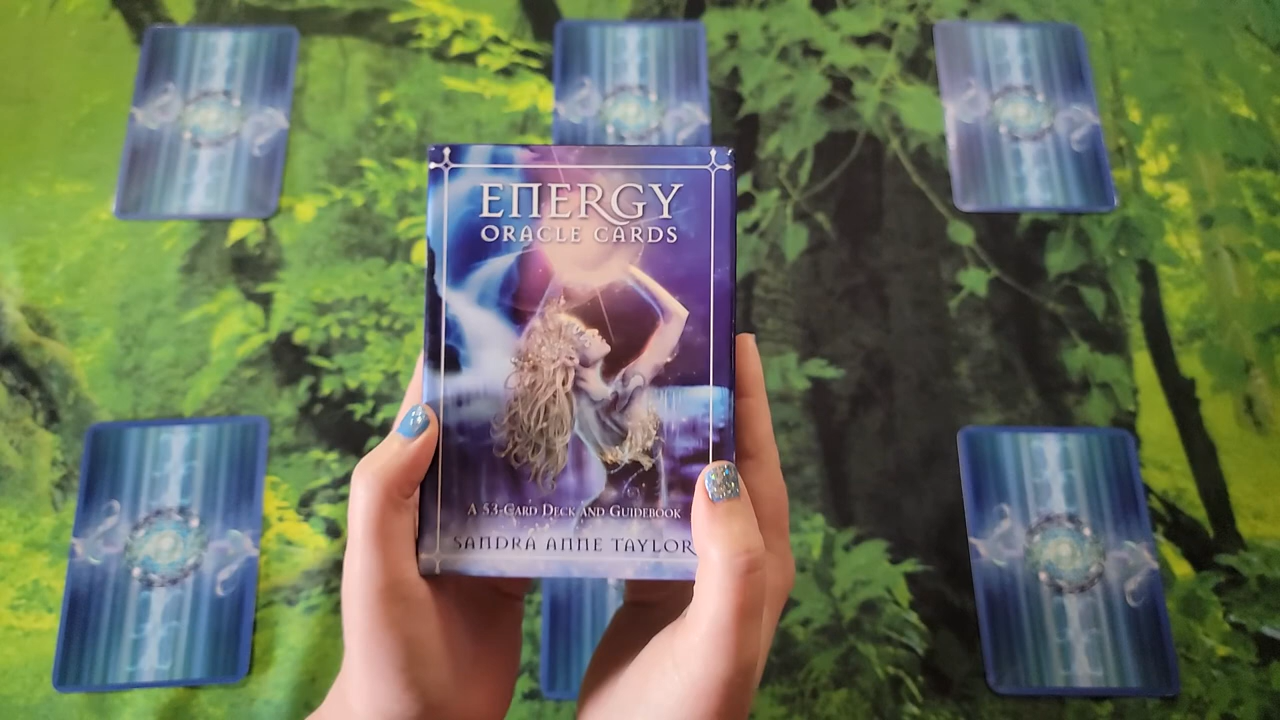 ENERGY
ORACLE CARDS
A 53-CARD DECK AND GUIDEBOOK
SANDRA ANNE TAYLOR